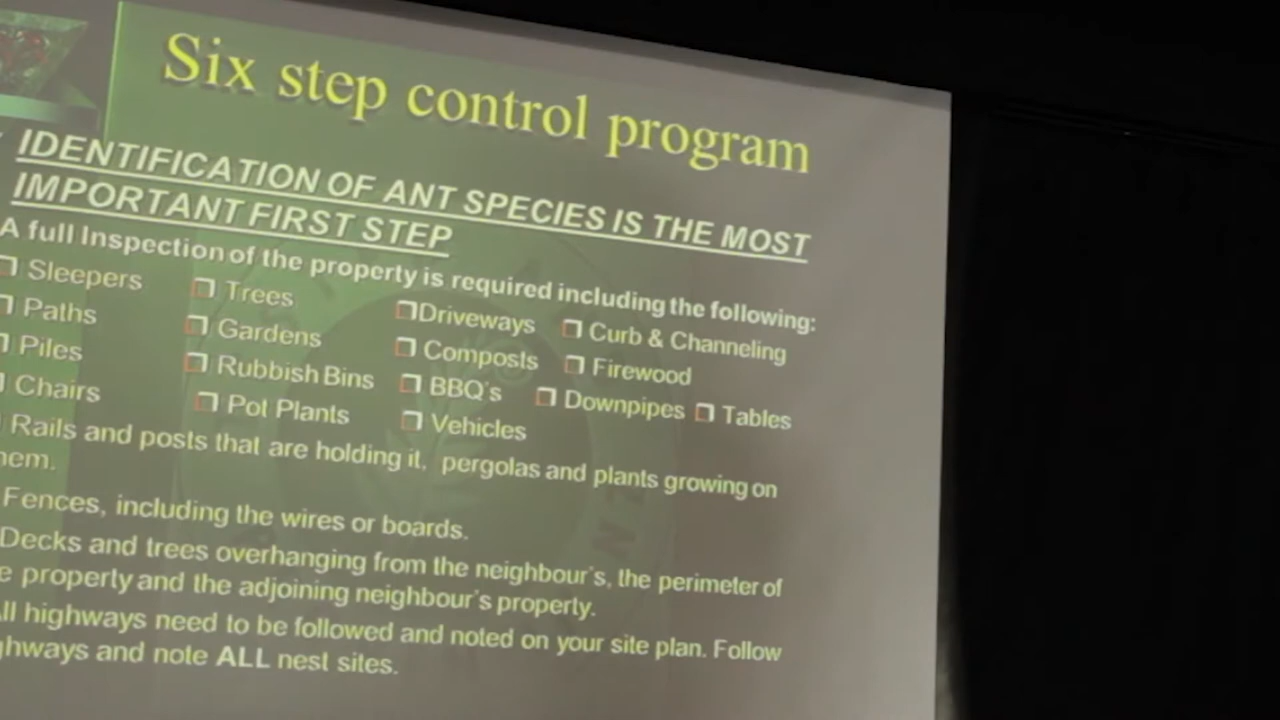 Six step control program
IDENTIFICATION OF ANT SPECIES IS THE MOST
IMPORTANT FIRST STEP
A full Inspection of the property is required including the following:
Sleepers Trees Driveways Curb & Channeling
Paths Gardens Composts Firewood
Piles Rubbish Bins BBQ's Downpipes Tables
Chairs Pot Plants Vehicles
Rails and posts that are holding it, pergolas and plants growing on
hem.
Fences, including the wires or boards.
Decks and trees overhanging from the neighbour's, the perimeter of
e property and the adjoining neighbour's property.
ll highways need to be followed and noted on your site plan. Follow
ghways and note ALL nest sites.